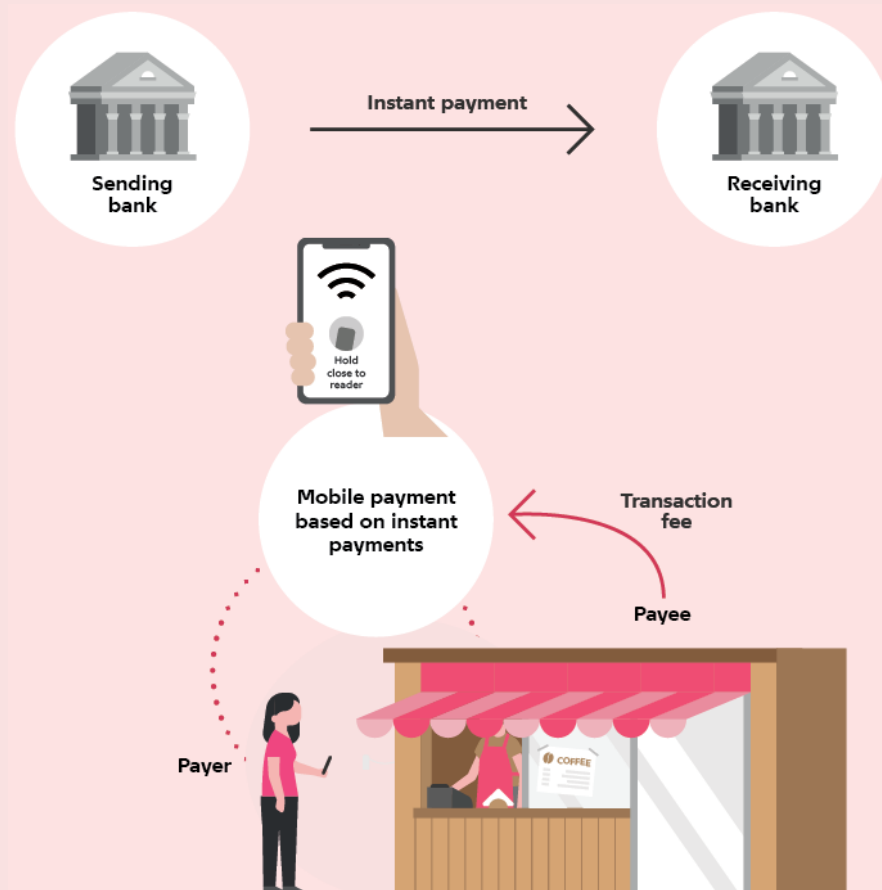 Instant payment
Sending
bank
Receiving
bank
Hold
close to
reader
Mobile payment
based on instant
payments
Transaction
fee
Payee
Payer
COFFEE